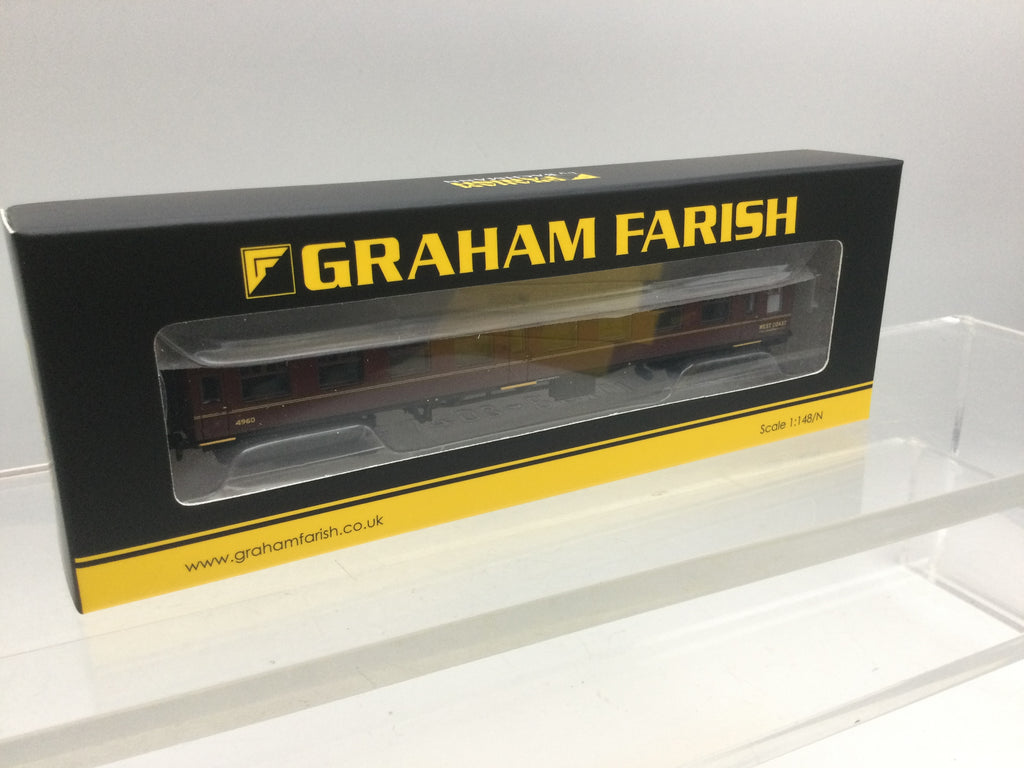 GRAHAM FARISH
WEST COAST
4960
Scale 1:148/N
www.grahamfarish.co.uk